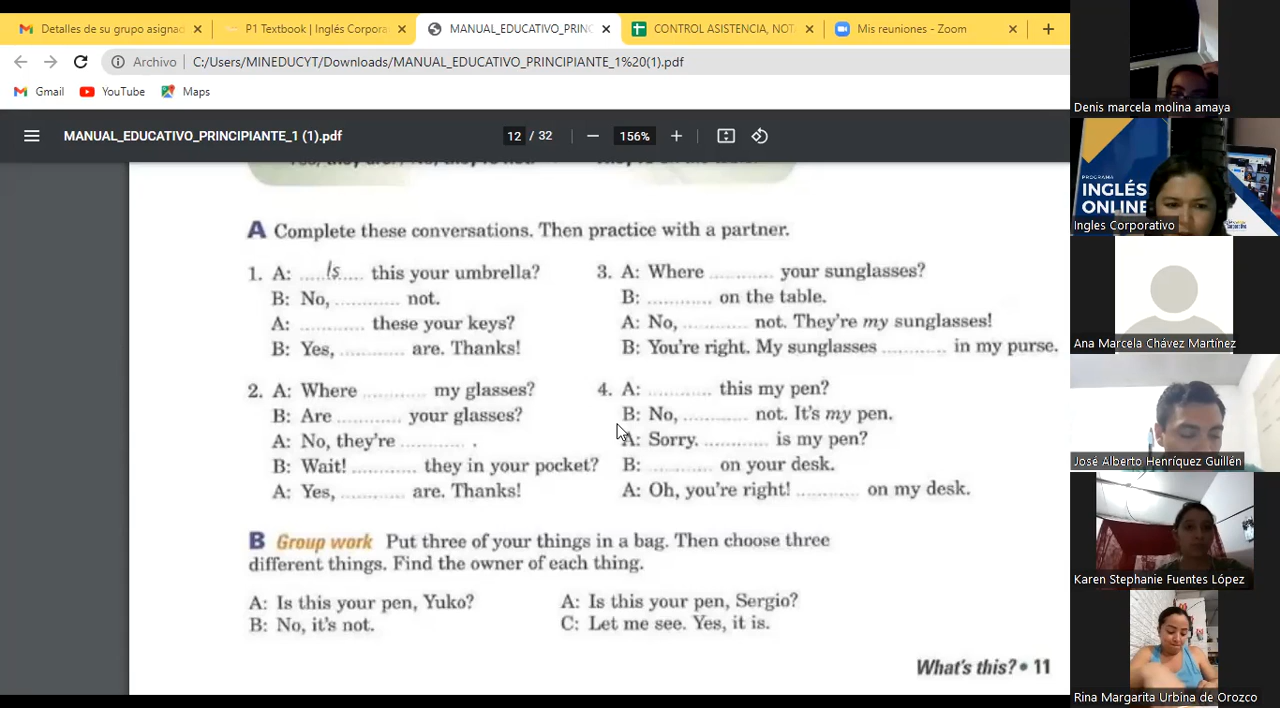 Detalles de su grupo asignad
P1 Textbook | Inglés Corpora
MANUAL_EDUCATIVO_PRINC
CONTROL ASISTENCIA, NOT
Mis reuniones - Zoom
Archivo
C:/Users/MINEDUCYT/Downloads/MANUAL_EDUCATIVO_PRINCIPIANTE_1%20(1).pdf
Gmail
YouTube
Maps
MANUAL_EDUCATIVO_PRINCIPIANTE_1 (1).pdf
12 / 32
156%
A Complete these conversations. Then practice with a partner.
1. A: ....Is.... this your umbrella?
B: No, ............ not.
A: ............ these your keys?
B: Yes, ............ are. Thanks!
2. A: Where ............ my glasses?
B: Are ............ your glasses?
A: No, they're ............ .
B: Wait! ............ they in your pocket?
A: Yes, ............ are. Thanks!
3. A: Where ............ your sunglasses?
B: ............ on the table.
A: No, ............ not. They're my sunglasses!
B: You're right. My sunglasses ............ in my purse.
4. A: ............ this my pen?
B: No, ............ not. It's my pen.
A: Sorry. ............ is my pen?
B: ............ on your desk.
A: Oh, you're right! ............ on my desk.
B Group work Put three of your things in a bag. Then choose three
different things. Find the owner of each thing.
A: Is this your pen, Yuko?
B: No, it's not.
A: Is this your pen, Sergio?
C: Let me see. Yes, it is.
What's this? • 11
Denis marcela molina amaya
PROGRAMA
INGLÉS
ONLINE
Ingles Corporativo
Ana Marcela Chávez Martínez
José Alberto Henríquez Guillén
Karen Stephanie Fuentes López
Rina Margarita Urbina de Orozco